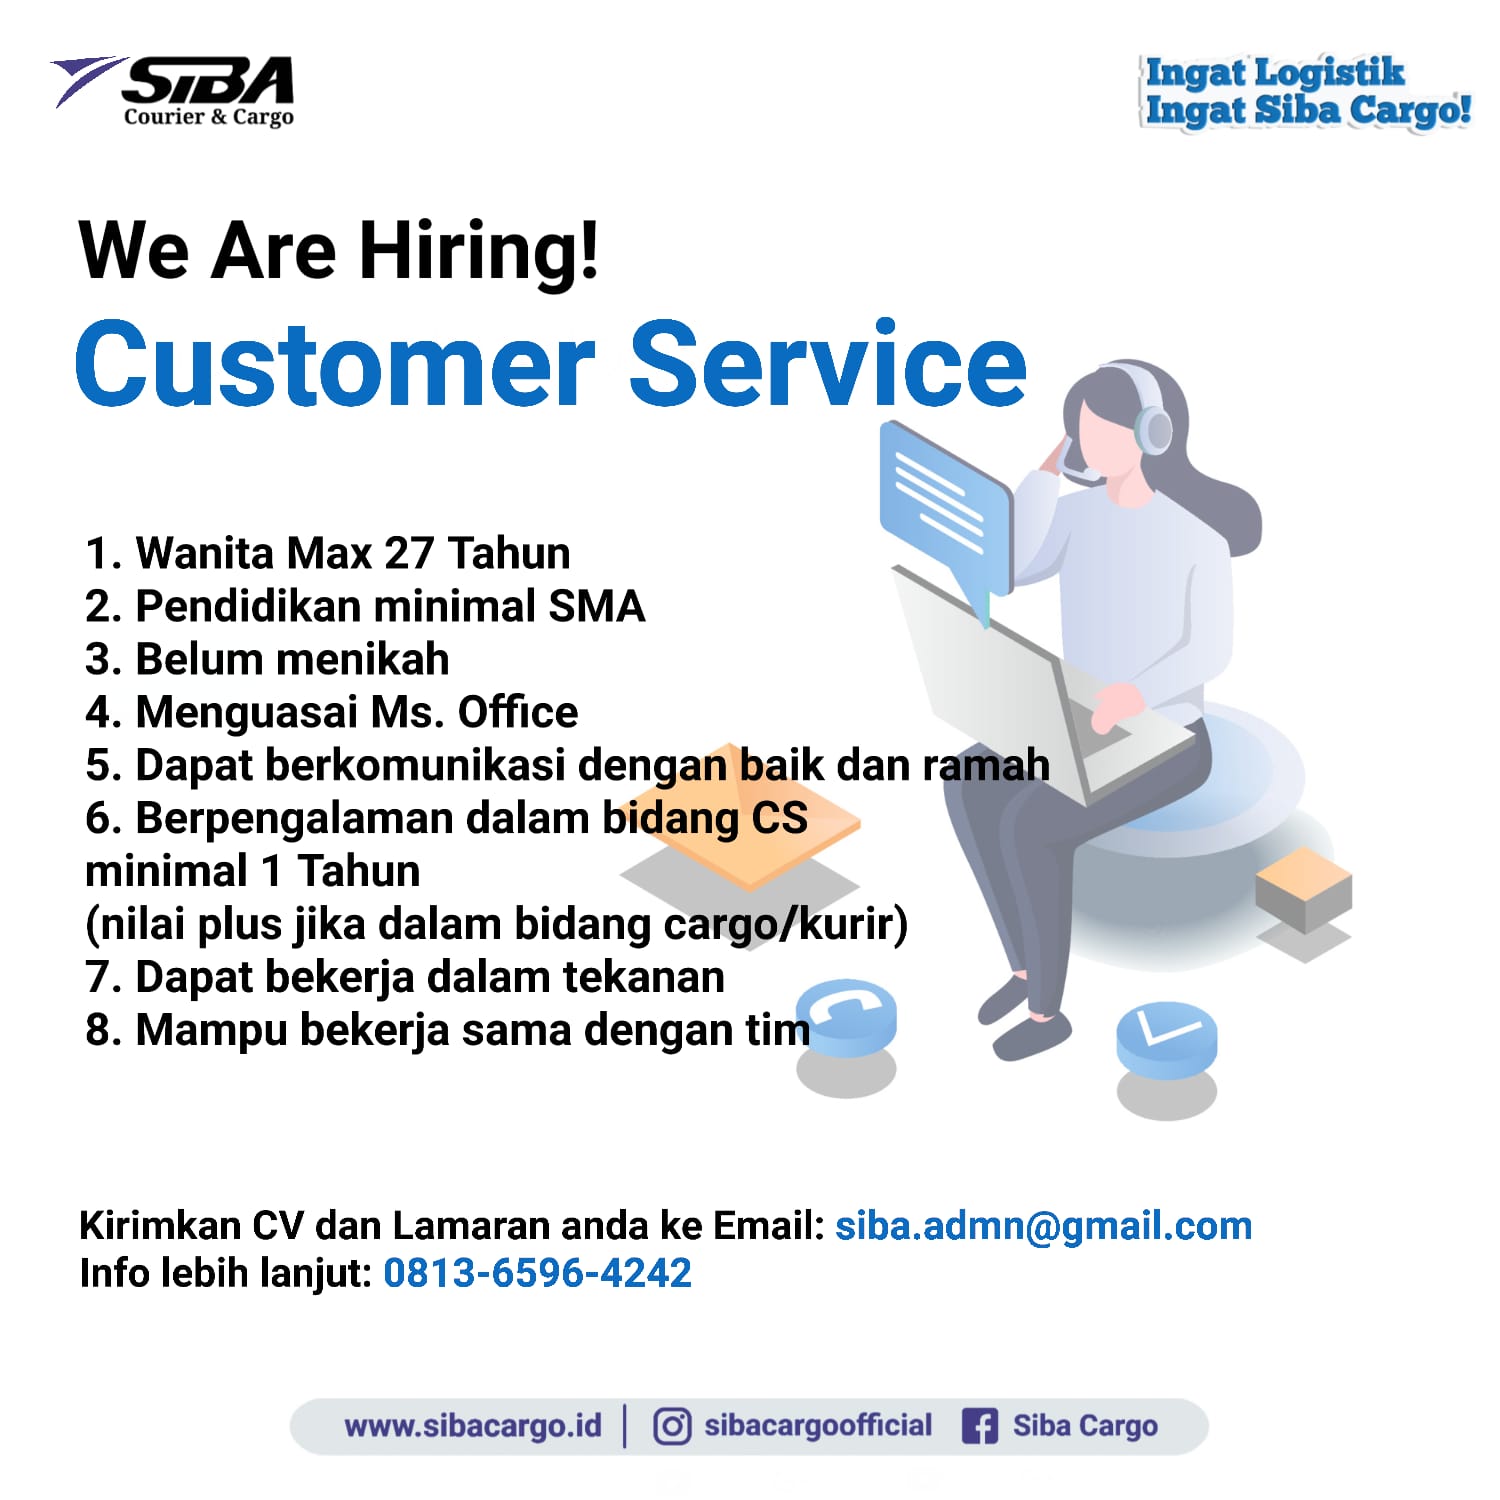 SIBA
Courier & Cargo
Ingat Logistik
Ingat Siba Cargo!
We Are Hiring!
Customer Service
1. Wanita Max 27 Tahun
2. Pendidikan minimal SMA
3. Belum menikah
4. Menguasai Ms. Office
5. Dapat berkomunikasi dengan baik dan ramah
6. Berpengalaman dalam bidang CS
minimal 1 Tahun
(nilai plus jika dalam bidang cargo/kurir)
7. Dapat bekerja dalam tekanan
8. Mampu bekerja sama dengan tim
Kirimkan CV dan Lamaran anda ke Email: siba.admn@gmail.com
Info lebih lanjut: 0813-6596-4242
www.sibacargo.id | sibacargoofficial Siba Cargo